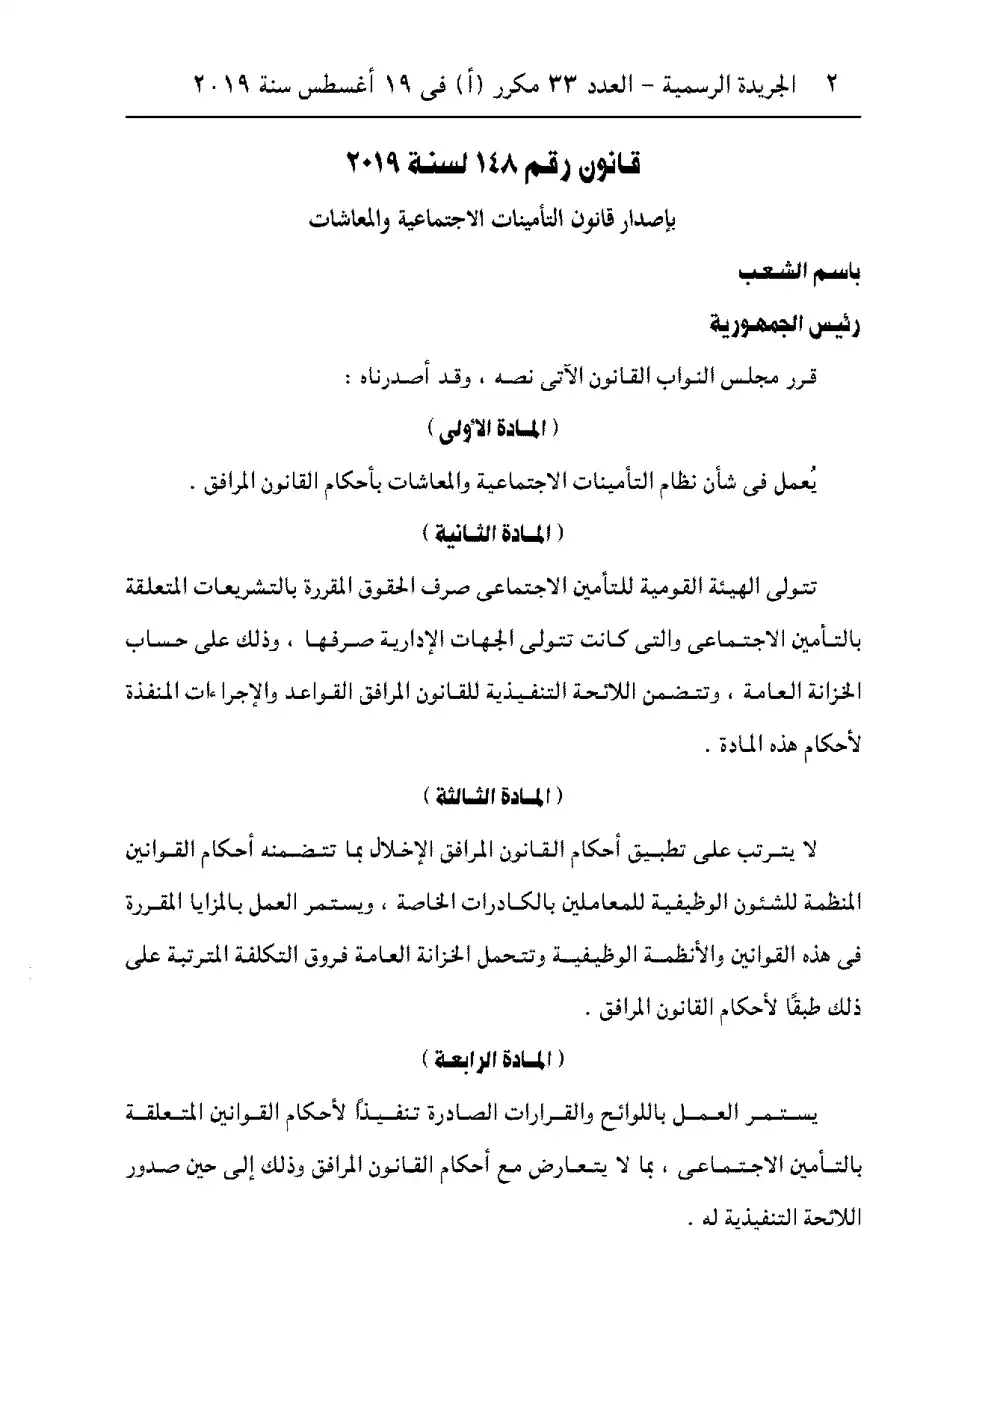 ٢ الجريدة الرسمية – العدد ٣٣ مكرر (أ) فى ١٩ أغسطس سنة ٢٠١٩
قانون رقم ١٤٨ لسنة ٢٠١٩
بإصدار قانون التأمينات الاجتماعية والمعاشات
باسم الشعب
رئيس الجمهورية
قرر مجلس النواب القانون الآتى نصه ، وقد أصدرناه :
( المادة الأولى )
يُعمل فى شأن نظام التأمينات الاجتماعية والمعاشات بأحكام القانون المرافق .
( المادة الثانية )
تتولى الهيئة القومية للتأمين الاجتماعى صرف الحقوق المقررة بالتشريعات المتعلقة
بالتأمين الاجتماعى والتى كانت تتولى الجهات الإدارية صرفها ، وذلك على حساب
الخزانة العامة ، وتتضمن اللائحة التنفيذية للقانون المرافق القواعد والإجراءات المنفذة
لأحكام هذه المادة .
( المادة الثالثة )
لا يترتب على تطبيق أحكام القانون المرافق الإخلال بما تتضمنه أحكام القوانين
المنظمة للشئون الوظيفية للمعاملين بالكادرات الخاصة ، ويستمر العمل بالمزايا المقررة
فى هذه القوانين والأنظمة الوظيفية وتتحمل الخزانة العامة فروق التكلفة المترتبة على
ذلك طبقًا لأحكام القانون المرافق .
( المادة الرابعة )
يستمر العمل باللوائح والقرارات الصادرة تنفيذًا لأحكام القوانين المتعلقة
بالتأمين الاجتماعى ، بما لا يتعارض مع أحكام القانون المرافق وذلك إلى حين صدور
اللائحة التنفيذية له .